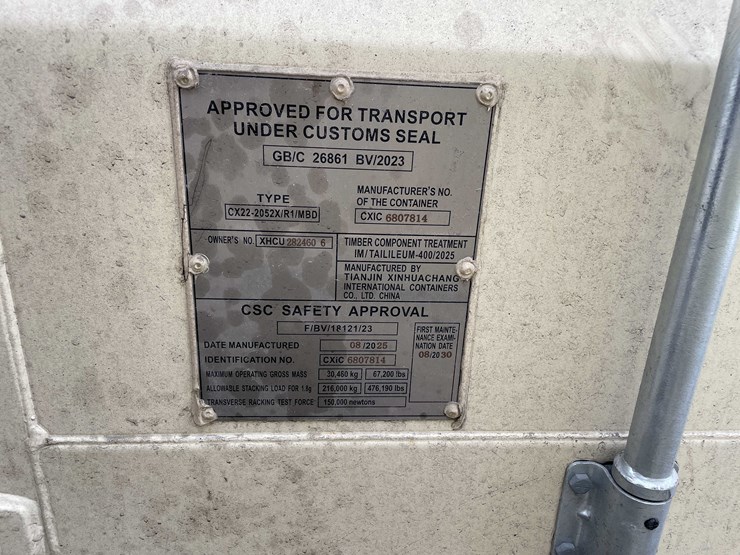 APPROVED FOR TRANSPORT
UNDER CUSTOMS SEAL
GB/C 26861 BV/2023
TYPE
CX22-2052X/R1/MBD
MANUFACTURER'S NO.
OF THE CONTAINER
CXIC 6807814
OWNER'S NO. XHCU 282460 6
TIMBER COMPONENT TREATMENT
IM/TAILILEUM-400/2025
MANUFACTURED BY
TIANJIN XINHUACHANG
INTERNATIONAL CONTAINERS
CO., LTD. CHINA
CSC SAFETY APPROVAL
F/BV/18121/23
DATE MANUFACTURED 08/2025
IDENTIFICATION NO. CXIC 6807814
MAXIMUM OPERATING GROSS MASS 30,480 kg 67,200 lbs
ALLOWABLE STACKING LOAD FOR 1.8g 216,000 kg 476,190 lbs
TRANSVERSE RACKING TEST FORCE 150,000 newtons
FIRST MAINTE-
NANCE EXAMI-
NATION DATE
08/2030